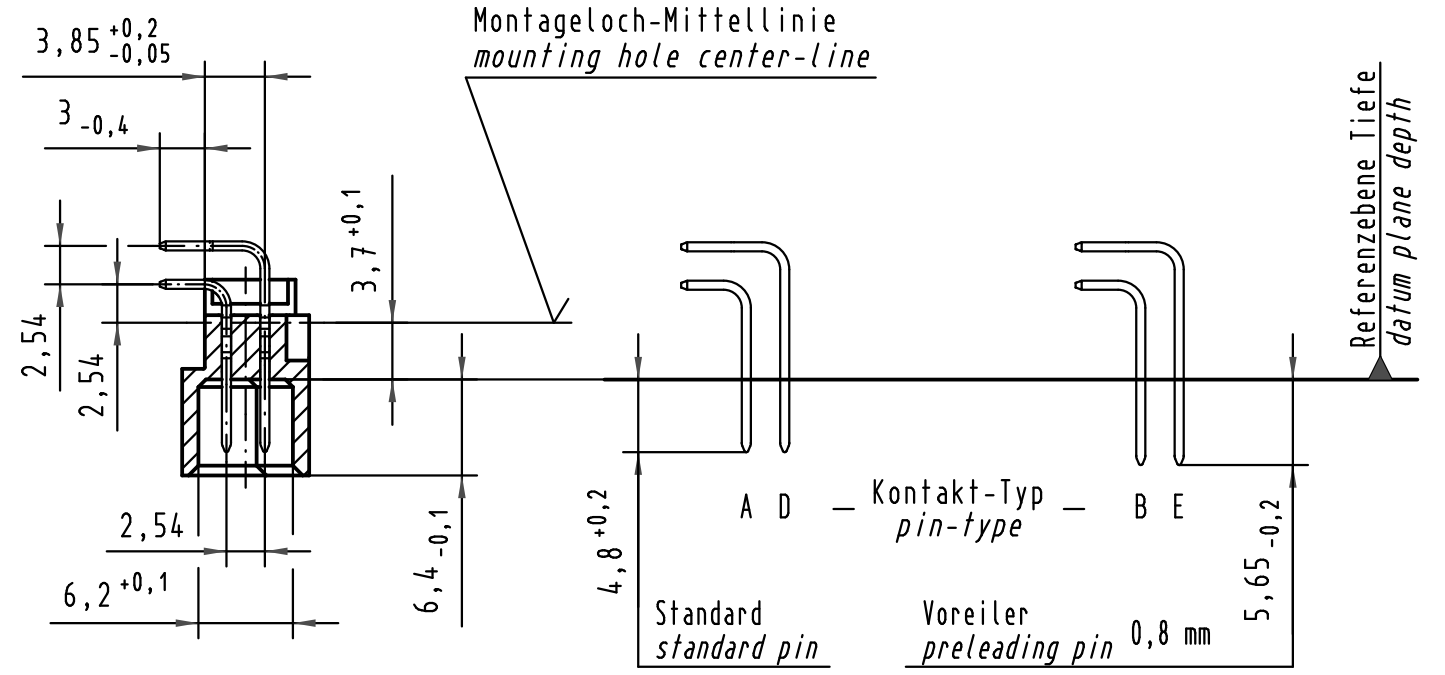 Montageloch-Mittellinie
mounting hole center-line
3,85 +0,2 -0,05
3 -0,4
3,7 +0,1
2,54
2,54
2,54
6,2 +0,1
6,4 -0,1
4,8 +0,2
A D — Kontakt-Typ — B E
pin-type
Standard
standard pin
Voreiler
preleading pin 0,8 mm
5,65 -0,2
Referenzebene Tiefe
datum plane depth